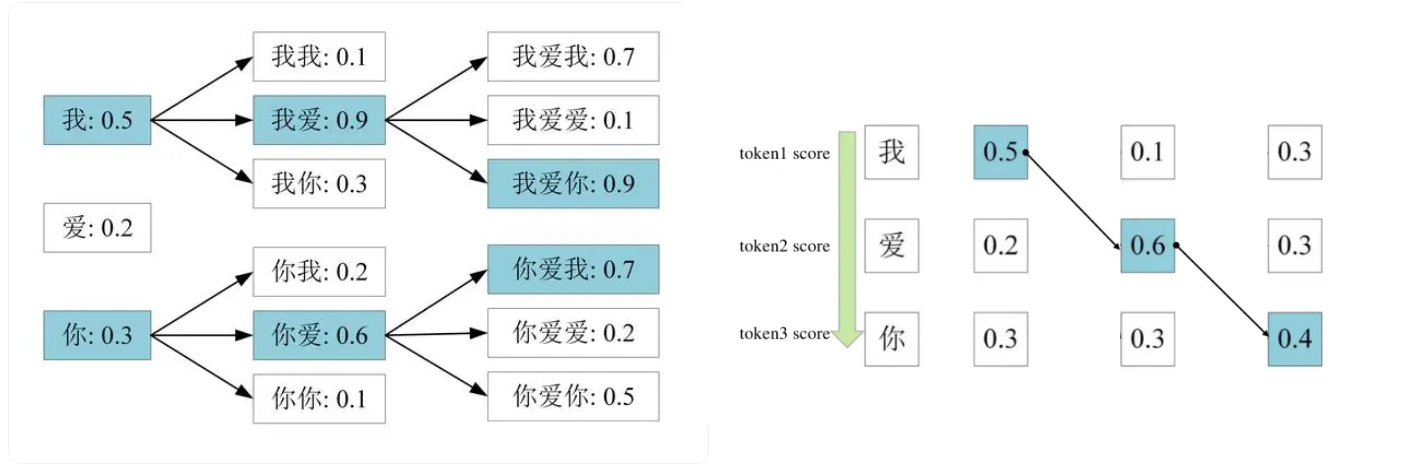 我我: 0.1
我爱我: 0.7
我: 0.5
我爱: 0.9
我爱爱: 0.1
我你: 0.3
我爱你: 0.9
爱: 0.2
你我: 0.2
你爱我: 0.7
你: 0.3
你爱: 0.6
你爱爱: 0.2
你你: 0.1
你爱你: 0.5
token1 score
我
0.5
0.1
0.3
token2 score
爱
0.2
0.6
0.3
token3 score
你
0.3
0.3
0.4